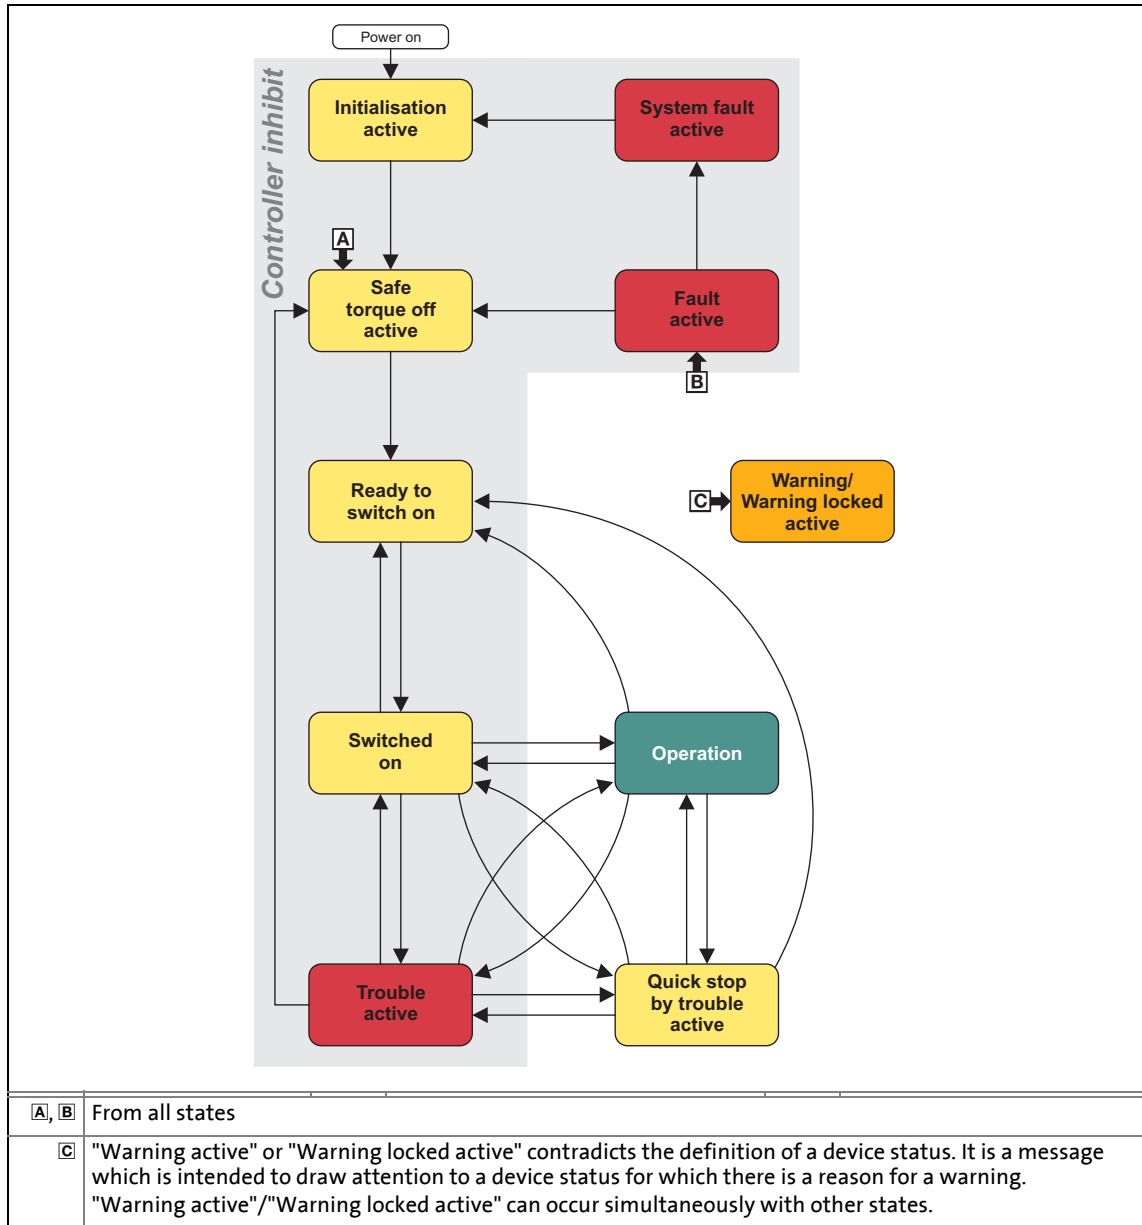 Power on
Controller inhibit
Initialisation
active
System fault
active
A
Safe
torque off
active
Fault
active
B
Ready to
switch on
C
Warning/
Warning locked
active
Switched
on
Operation
Trouble
active
Quick stop
by trouble
active
A, B From all states
C "Warning active" or "Warning locked active" contradicts the definition of a device status. It is a message
which is intended to draw attention to a device status for which there is a reason for a warning.
"Warning active"/"Warning locked active" can occur simultaneously with other states.